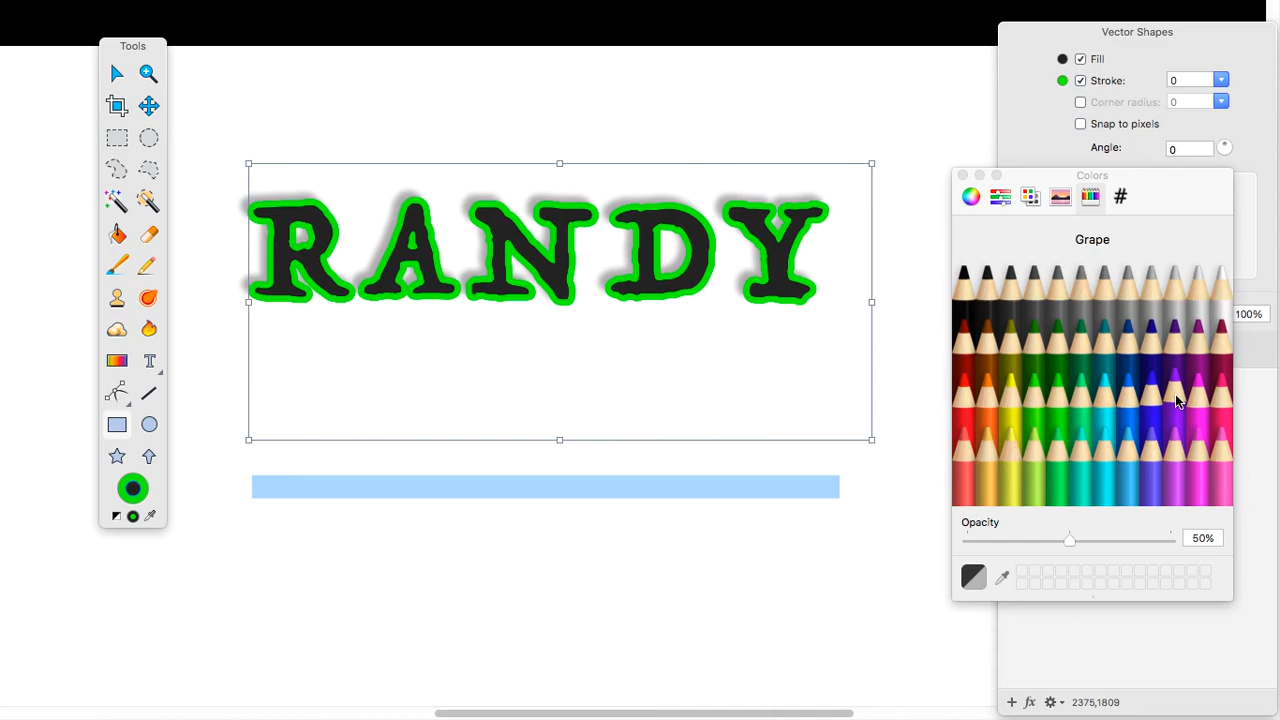 Tools
Vector Shapes
Fill
Stroke: 0
Corner radius: 0
Snap to pixels
Angle: 0
Colors
#
Grape
RANDY
T
100%
Opacity
50%
fx 2375,1809